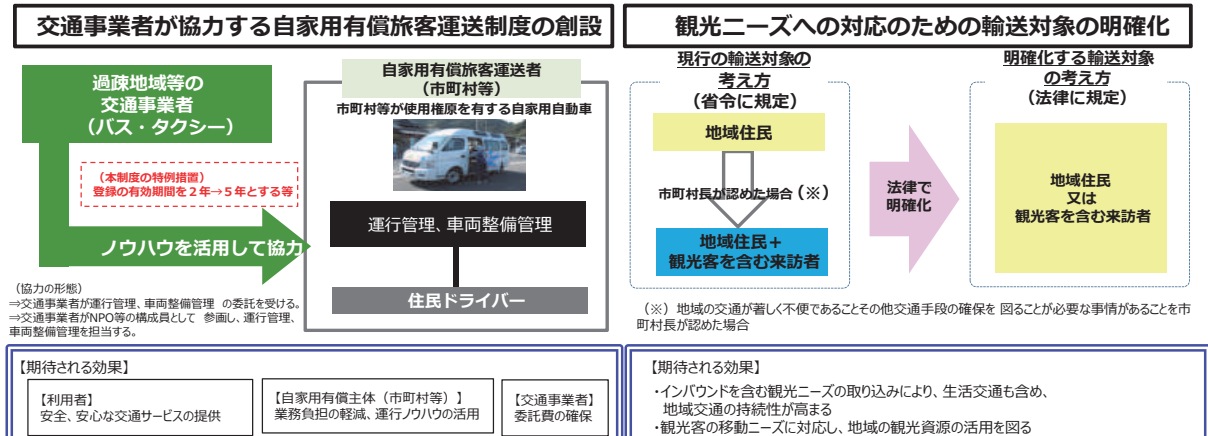 交通事業者が協力する自家用有償旅客運送制度の創設
過疎地域等の
交通事業者
（バス・タクシー）
（本制度の特例措置）
登録の有効期間を２年→５年とする等
ノウハウを活用して協力
（協力の形態）
⇒交通事業者が運行管理、車両整備管理 の委託を受ける。
⇒交通事業者がNPO等の構成員として 参画し、運行管理、
車両整備管理を担当する。
自家用有償旅客運送者
（市町村等）
市町村等が使用権原を有する自家用自動車
運行管理、車両整備管理
住民ドライバー
【期待される効果】
【利用者】
安全、安心な交通サービスの提供
【自家用有償主体（市町村等）】
業務負担の軽減、運行ノウハウの活用
【交通事業者】
委託費の確保
観光ニーズへの対応のための輸送対象の明確化
現行の輸送対象の
考え方
（省令に規定）
地域住民
市町村長が認めた場合（※）
地域住民＋
観光客を含む来訪者
法律で
明確化
明確化する輸送対象
の考え方
（法律に規定）
地域住民
又は
観光客を含む来訪者
（※）地域の交通が著しく不便であることその他交通手段の確保を 図ることが必要な事情があることを市
町村長が認めた場合
【期待される効果】
・インバウンドを含む観光ニーズの取り込みにより、生活交通も含め、
地域交通の持続性が高まる
・観光客の移動ニーズに対応し、地域の観光資源の活用を図る